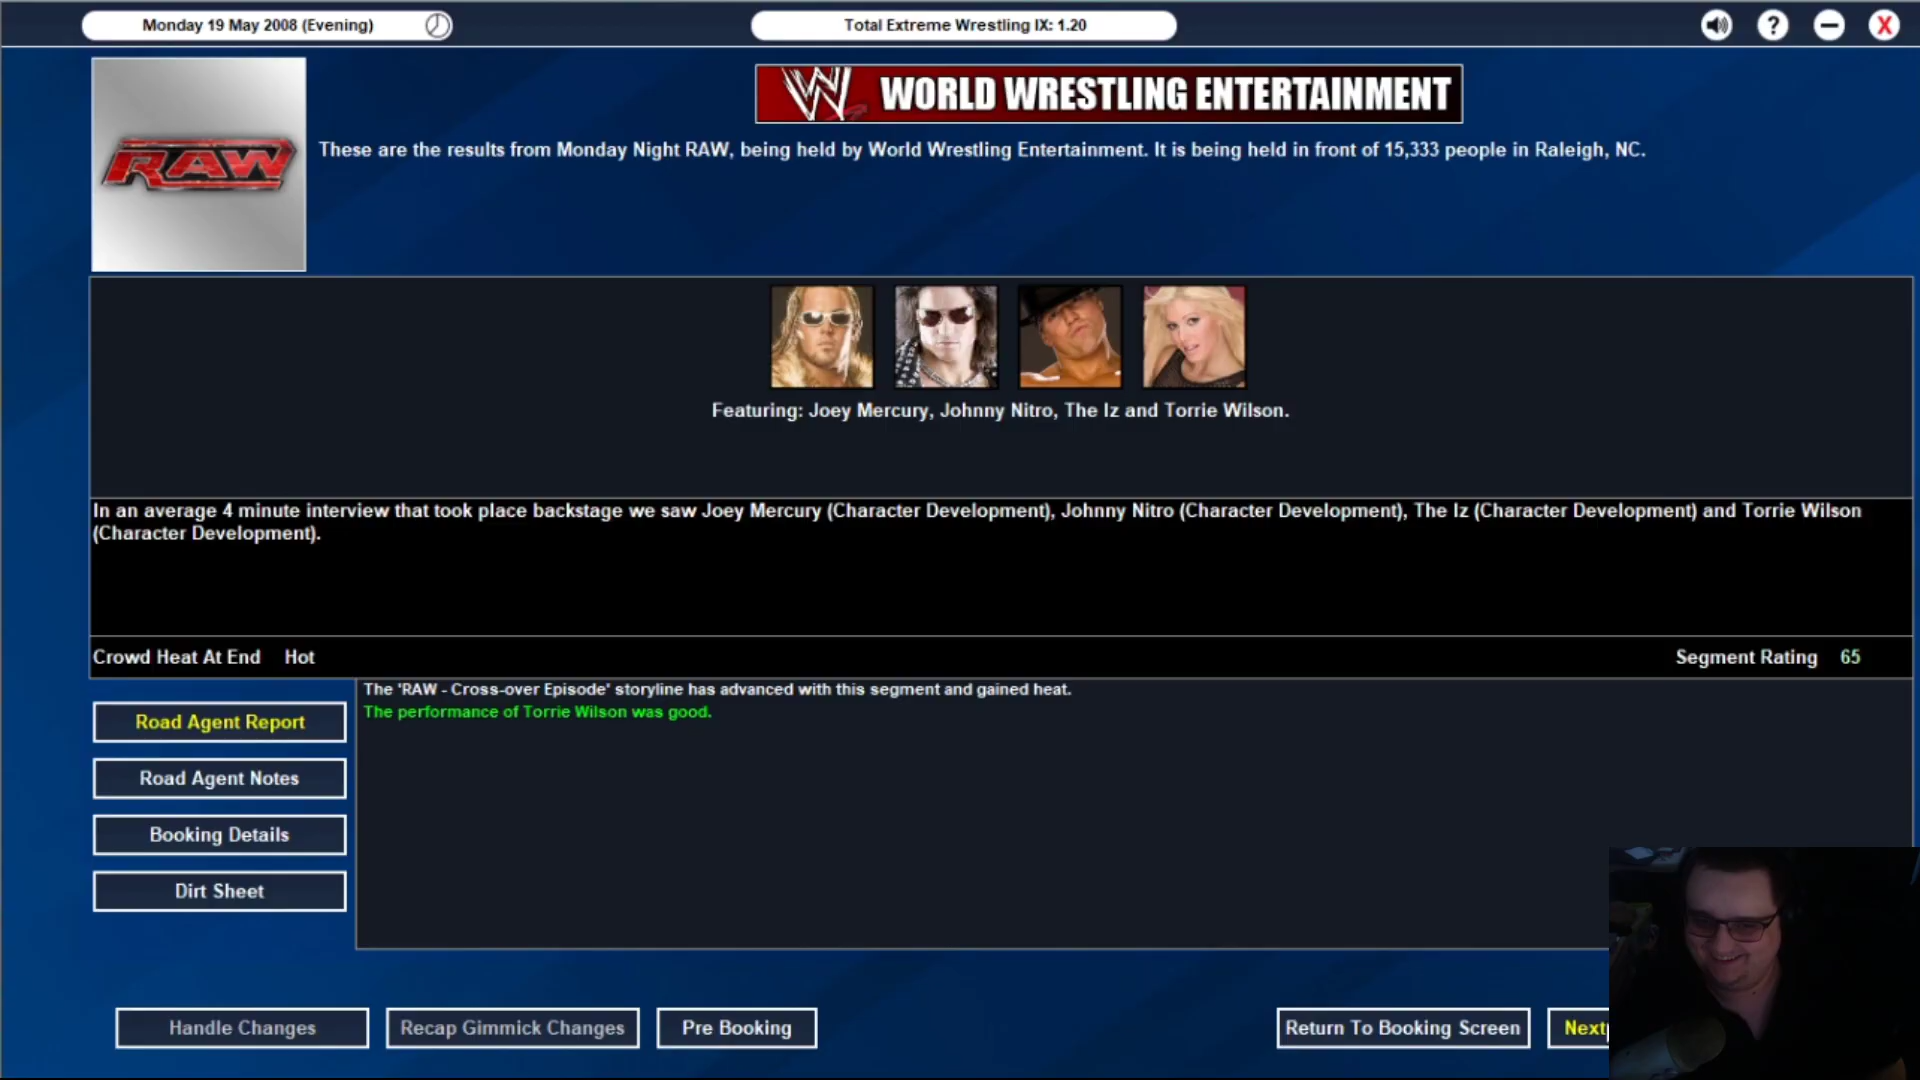 Monday 19 May 2008 (Evening)
Total Extreme Wrestling IX: 1.20
?
X
RAW
W WORLD WRESTLING ENTERTAINMENT
These are the results from Monday Night RAW, being held by World Wrestling Entertainment. It is being held in front of 15,333 people in Raleigh, NC.
Featuring: Joey Mercury, Johnny Nitro, The Iz and Torrie Wilson.
In an average 4 minute interview that took place backstage we saw Joey Mercury (Character Development), Johnny Nitro (Character Development), The Iz (Character Development) and Torrie Wilson
(Character Development).
Crowd Heat At End Hot
Segment Rating 65
The 'RAW - Cross-over Episode' storyline has advanced with this segment and gained heat.
The performance of Torrie Wilson was good.
Road Agent Report
Road Agent Notes
Booking Details
Dirt Sheet
Handle Changes
Recap Gimmick Changes
Pre Booking
Return To Booking Screen
Next